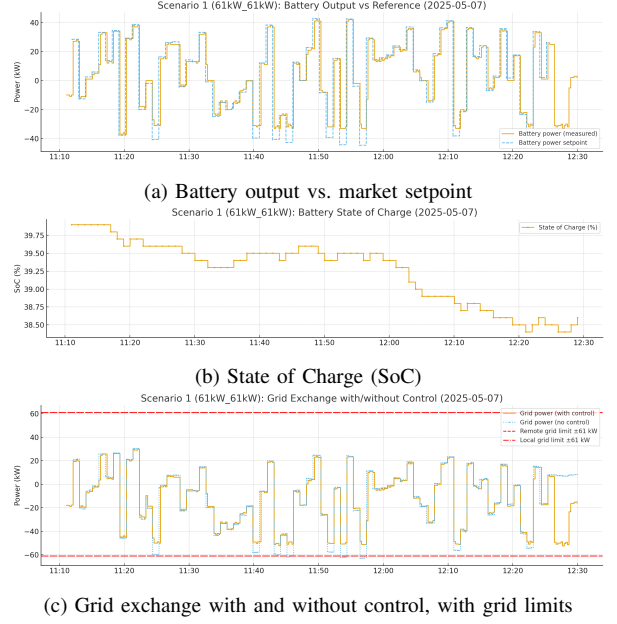 Scenario 1 (61kW_61kW): Battery Output vs Reference (2025-05-07)
40
20
0
−20
−40
Power (kW)
Battery power (measured)
Battery power setpoint
11:10 11:20 11:30 11:40 11:50 12:00 12:10 12:20 12:30
(a) Battery output vs. market setpoint
Scenario 1 (61kW_61kW): Battery State of Charge (2025-05-07)
State of Charge (%)
39.75
39.50
39.25
39.00
38.75
38.50
SoC (%)
11:10 11:20 11:30 11:40 11:50 12:00 12:10 12:20 12:30
(b) State of Charge (SoC)
Scenario 1 (61kW_61kW): Grid Exchange with/without Control (2025-05-07)
60
40
20
0
−20
−40
−60
Power (kW)
Grid power (with control)
Grid power (no control)
Remote grid limit ±61 kW
Local grid limit ±61 kW
11:10 11:20 11:30 11:40 11:50 12:00 12:10 12:20 12:30
(c) Grid exchange with and without control, with grid limits